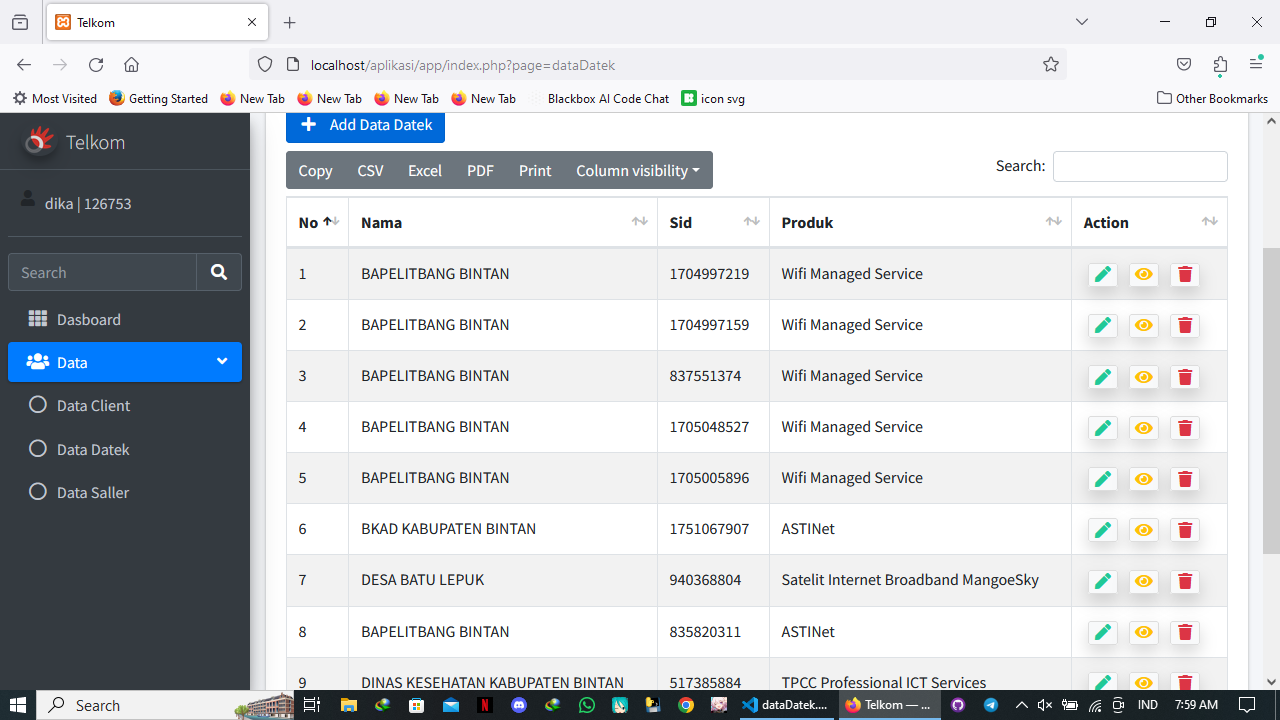 Telkom
localhost/aplikasi/app/index.php?page=dataDatek
Most Visited Getting Started New Tab New Tab New Tab New Tab Blackbox AI Code Chat icon svg Other Bookmarks
Telkom
dika | 126753
Search
Dasboard
Data
Data Client
Data Datek
Data Saller
Add Data Datek
Copy CSV Excel PDF Print Column visibility
Search:
No Nama Sid Produk Action
1 BAPELITBANG BINTAN 1704997219 Wifi Managed Service
2 BAPELITBANG BINTAN 1704997159 Wifi Managed Service
3 BAPELITBANG BINTAN 837551374 Wifi Managed Service
4 BAPELITBANG BINTAN 1705048527 Wifi Managed Service
5 BAPELITBANG BINTAN 1705005896 Wifi Managed Service
6 BKAD KABUPATEN BINTAN 1751067907 ASTINet
7 DESA BATU LEPUK 940368804 Satelit Internet Broadband MangoeSky
8 BAPELITBANG BINTAN 835820311 ASTINet
9 DINAS KESEHATAN KABUPATEN BINTAN 517385884 TPCC Professional ICT Services
Search dataDatek.... Telkom — ... IND 7:59 AM